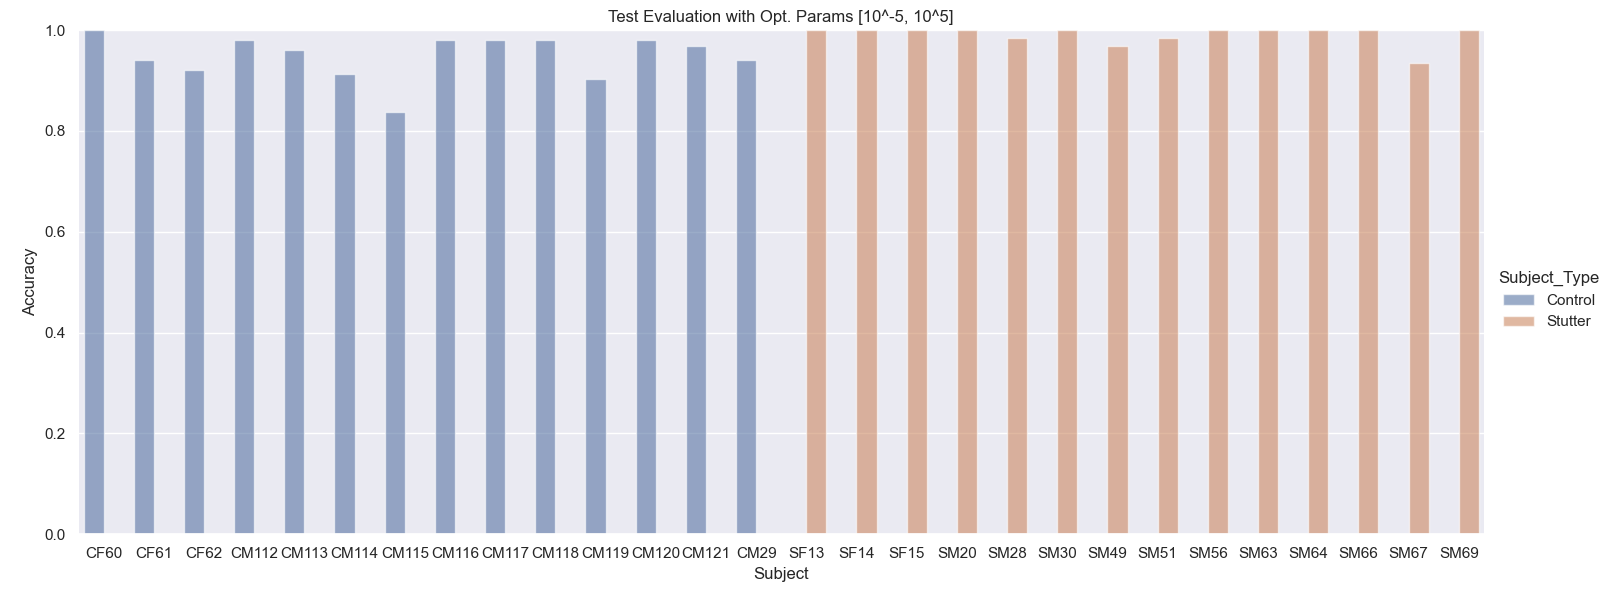 Test Evaluation with Opt. Params [10^-5, 10^5]
1.0
0.8
0.6
0.4
0.2
0.0
Accuracy
CF60 CF61 CF62 CM112 CM113 CM114 CM115 CM116 CM117 CM118 CM119 CM120 CM121 CM29 SF13 SF14 SF15 SM20 SM28 SM30 SM49 SM51 SM56 SM63 SM64 SM66 SM67 SM69
Subject
Subject_Type
Control
Stutter